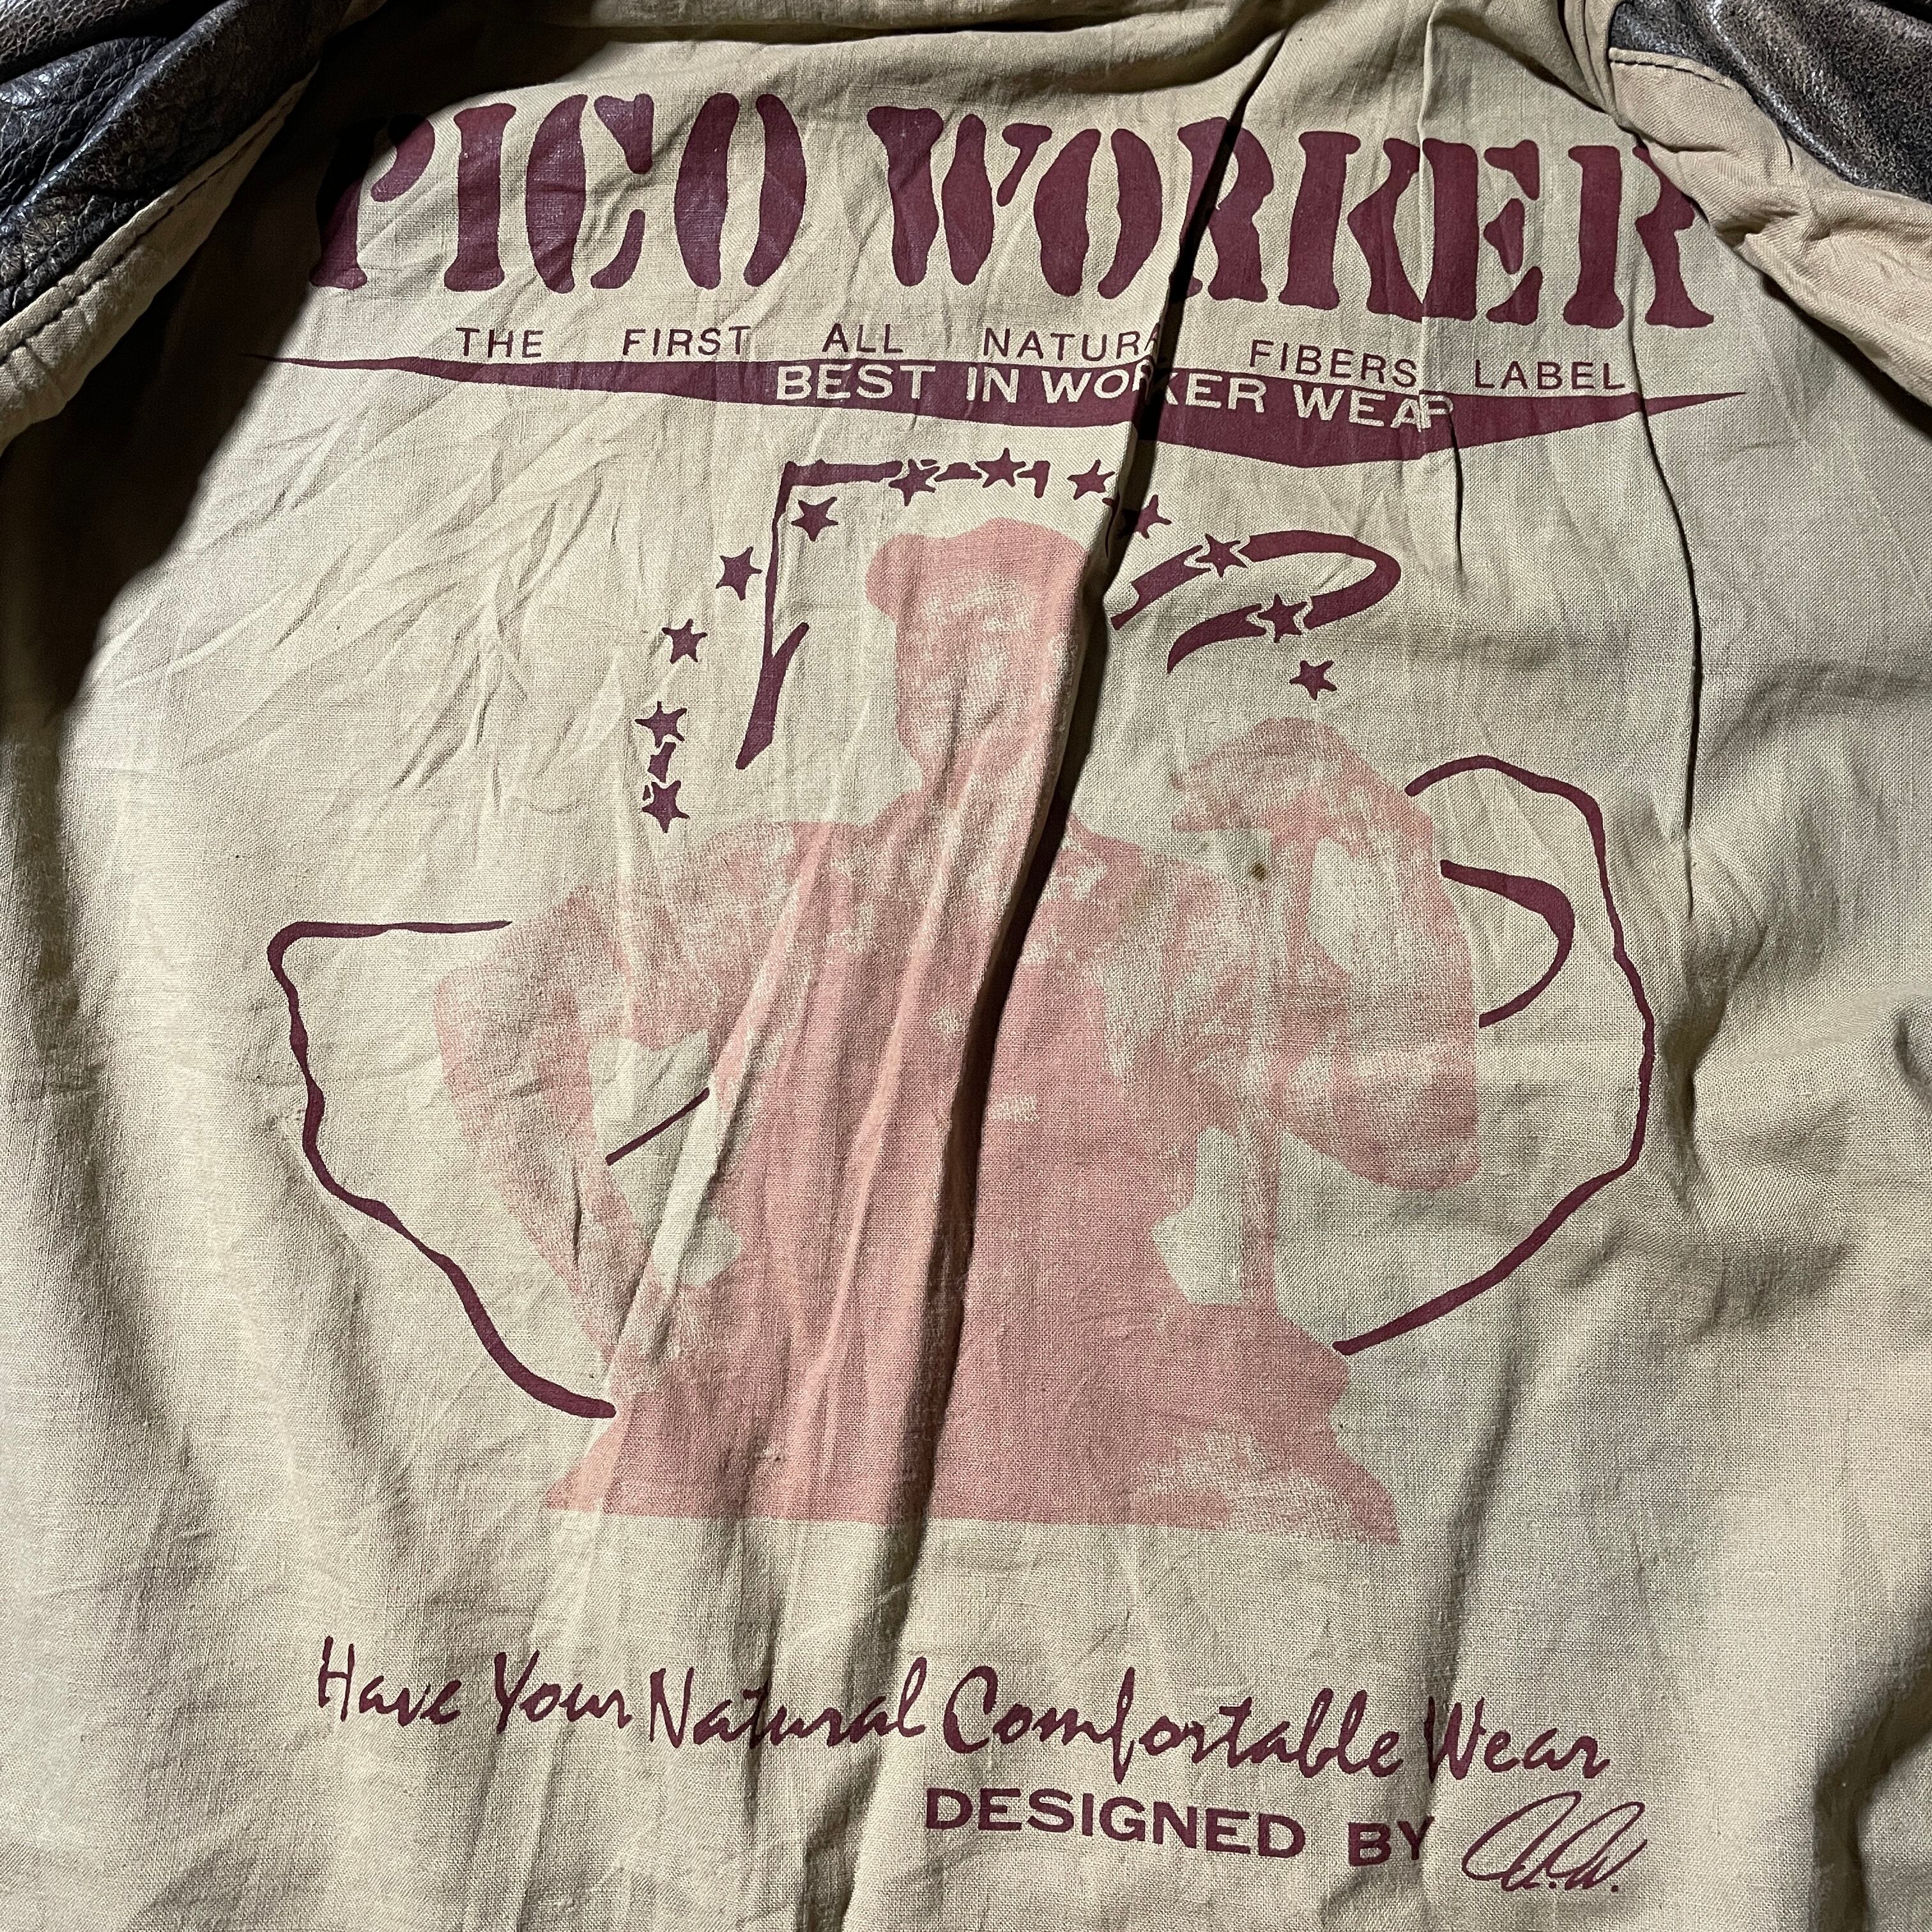 PICO WORKER
THE FIRST ALL NATURAL FIBERS LABEL
BEST IN WORKER WEAR
Have Your Natural Comfortable Wear
DESIGNED BY